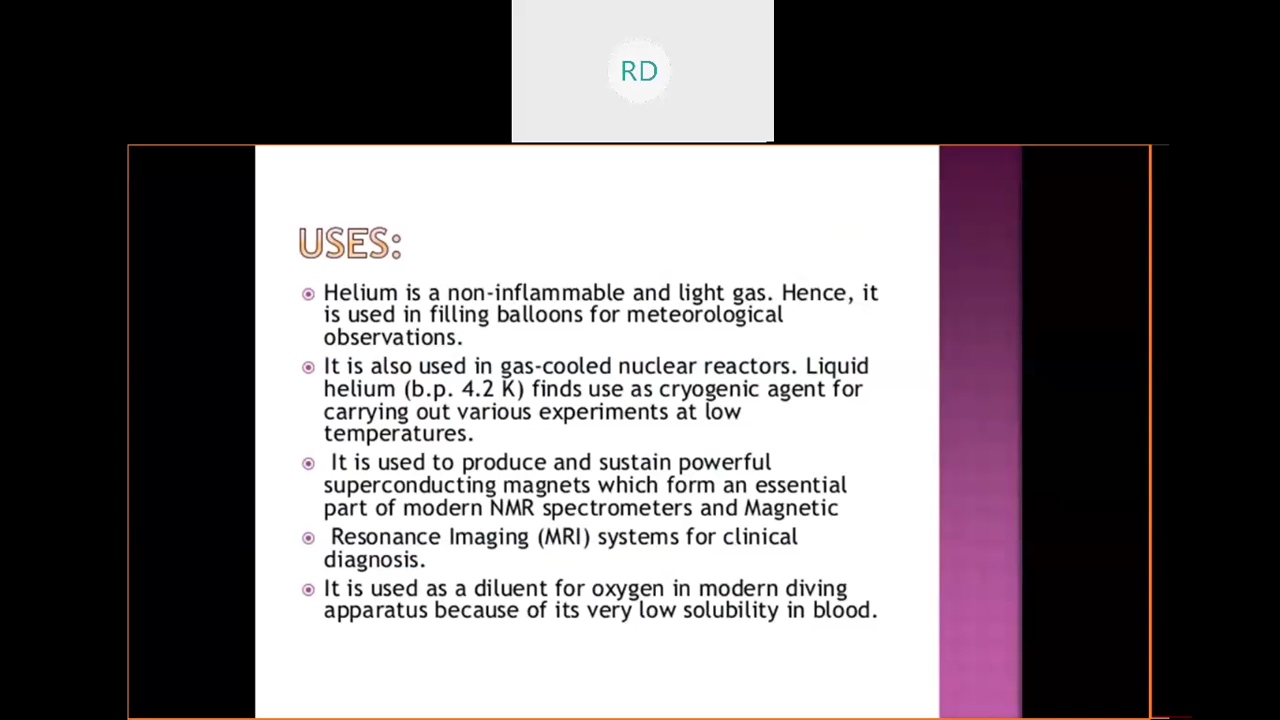 RD
USES:
Helium is a non-inflammable and light gas. Hence, it
is used in filling balloons for meteorological
observations.
It is also used in gas-cooled nuclear reactors. Liquid
helium (b.p. 4.2 K) finds use as cryogenic agent for
carrying out various experiments at low
temperatures.
It is used to produce and sustain powerful
superconducting magnets which form an essential
part of modern NMR spectrometers and Magnetic
Resonance Imaging (MRI) systems for clinical
diagnosis.
It is used as a diluent for oxygen in modern diving
apparatus because of its very low solubility in blood.